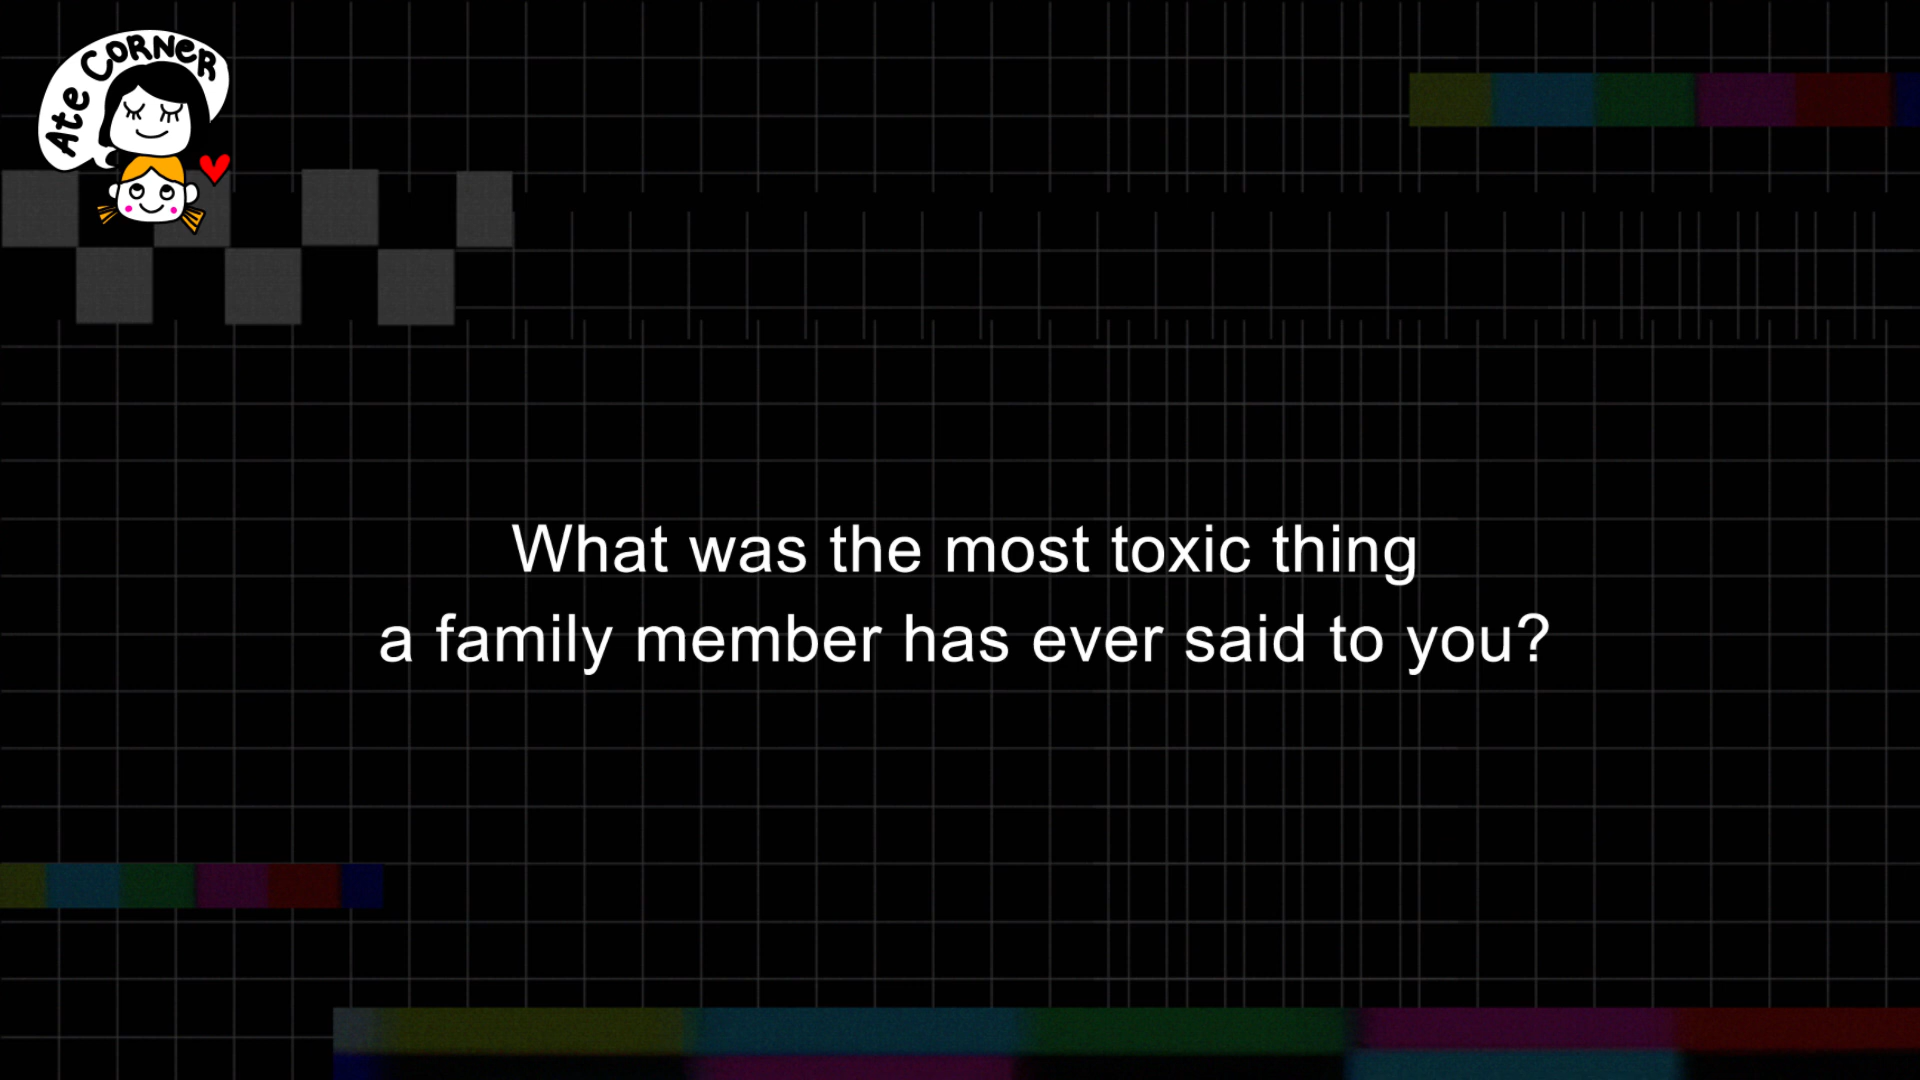 Ate CORNER
What was the most toxic thing
a family member has ever said to you?